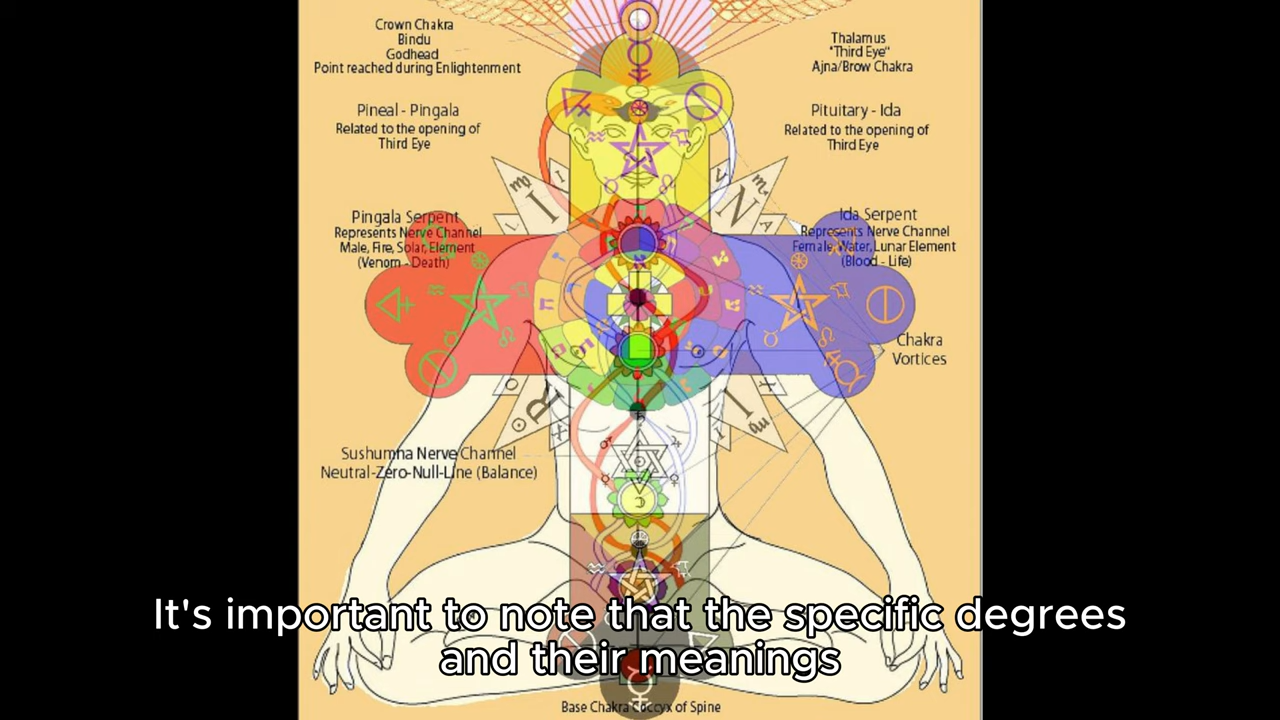 Crown Chakra
Bindu
Godhead
Point reached during Enlightenment
Thalamus
"Third Eye"
Ajna/Brow Chakra
Pineal - Pingala
Related to the opening of
Third Eye
Pituitary - Ida
Related to the opening of
Third Eye
Pingala Serpent
Represents Nerve Channel
Male, Fire, Solar, Element
(Venom - Death)
Ida Serpent
Represents Nerve Channel
Female, Water, Lunar Element
(Blood - Life)
I
N
R
I
Chakra
Vortices
Sushumna Nerve Channel
Neutral-Zero-Null-Line (Balance)
It's important to note that the specific degrees
and their meanings
Base Chakra Coccyx of Spine